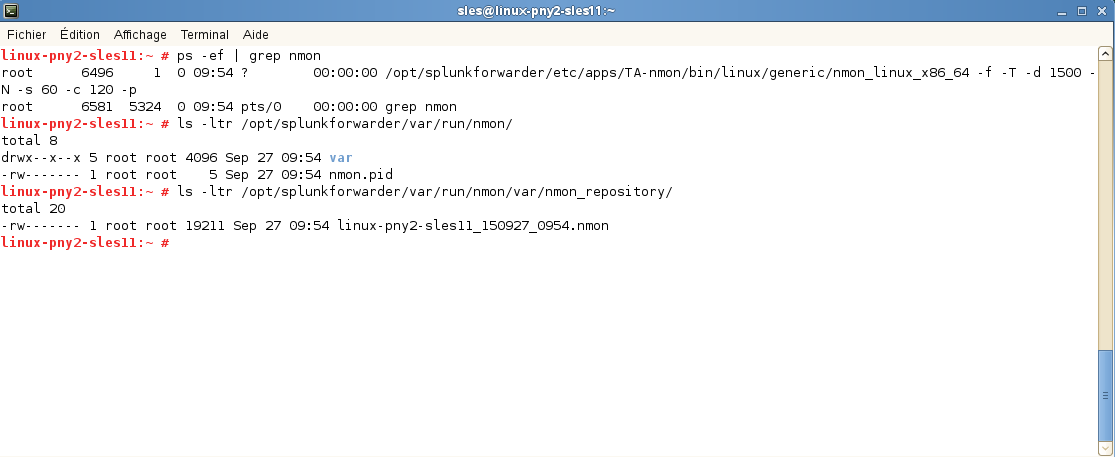 sles@linux-pny2-sles11:~
Fichier Édition Affichage Terminal Aide
linux-pny2-sles11:~ # ps -ef | grep nmon
root      6496     1  0 09:54 ?        00:00:00 /opt/splunkforwarder/etc/apps/TA-nmon/bin/linux/generic/nmon_linux_x86_64 -f -T -d 1500 -
N -s 60 -c 120 -p
root      6581  5324  0 09:54 pts/0    00:00:00 grep nmon
linux-pny2-sles11:~ # ls -ltr /opt/splunkforwarder/var/run/nmon/
total 8
drwx--x--x 5 root root 4096 Sep 27 09:54 var
-rw------- 1 root root    5 Sep 27 09:54 nmon.pid
linux-pny2-sles11:~ # ls -ltr /opt/splunkforwarder/var/run/nmon/var/nmon_repository/
total 20
-rw------- 1 root root 19211 Sep 27 09:54 linux-pny2-sles11_150927_0954.nmon
linux-pny2-sles11:~ #